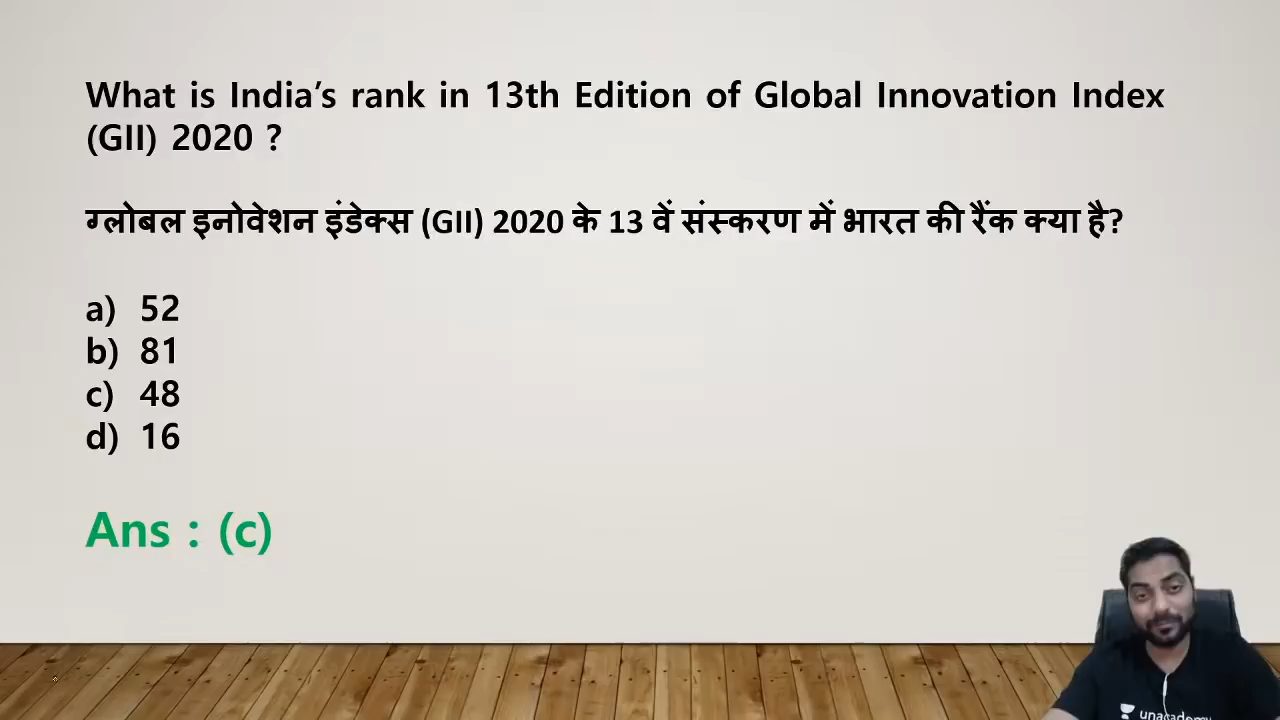 What is India’s rank in 13th Edition of Global Innovation Index
(GII) 2020 ?
ग्लोबल इनोवेशन इंडेक्स (GII) 2020 के 13 वें संस्करण में भारत की रैंक क्या है?
a) 52
b) 81
c) 48
d) 16
Ans : (c)
unacademy